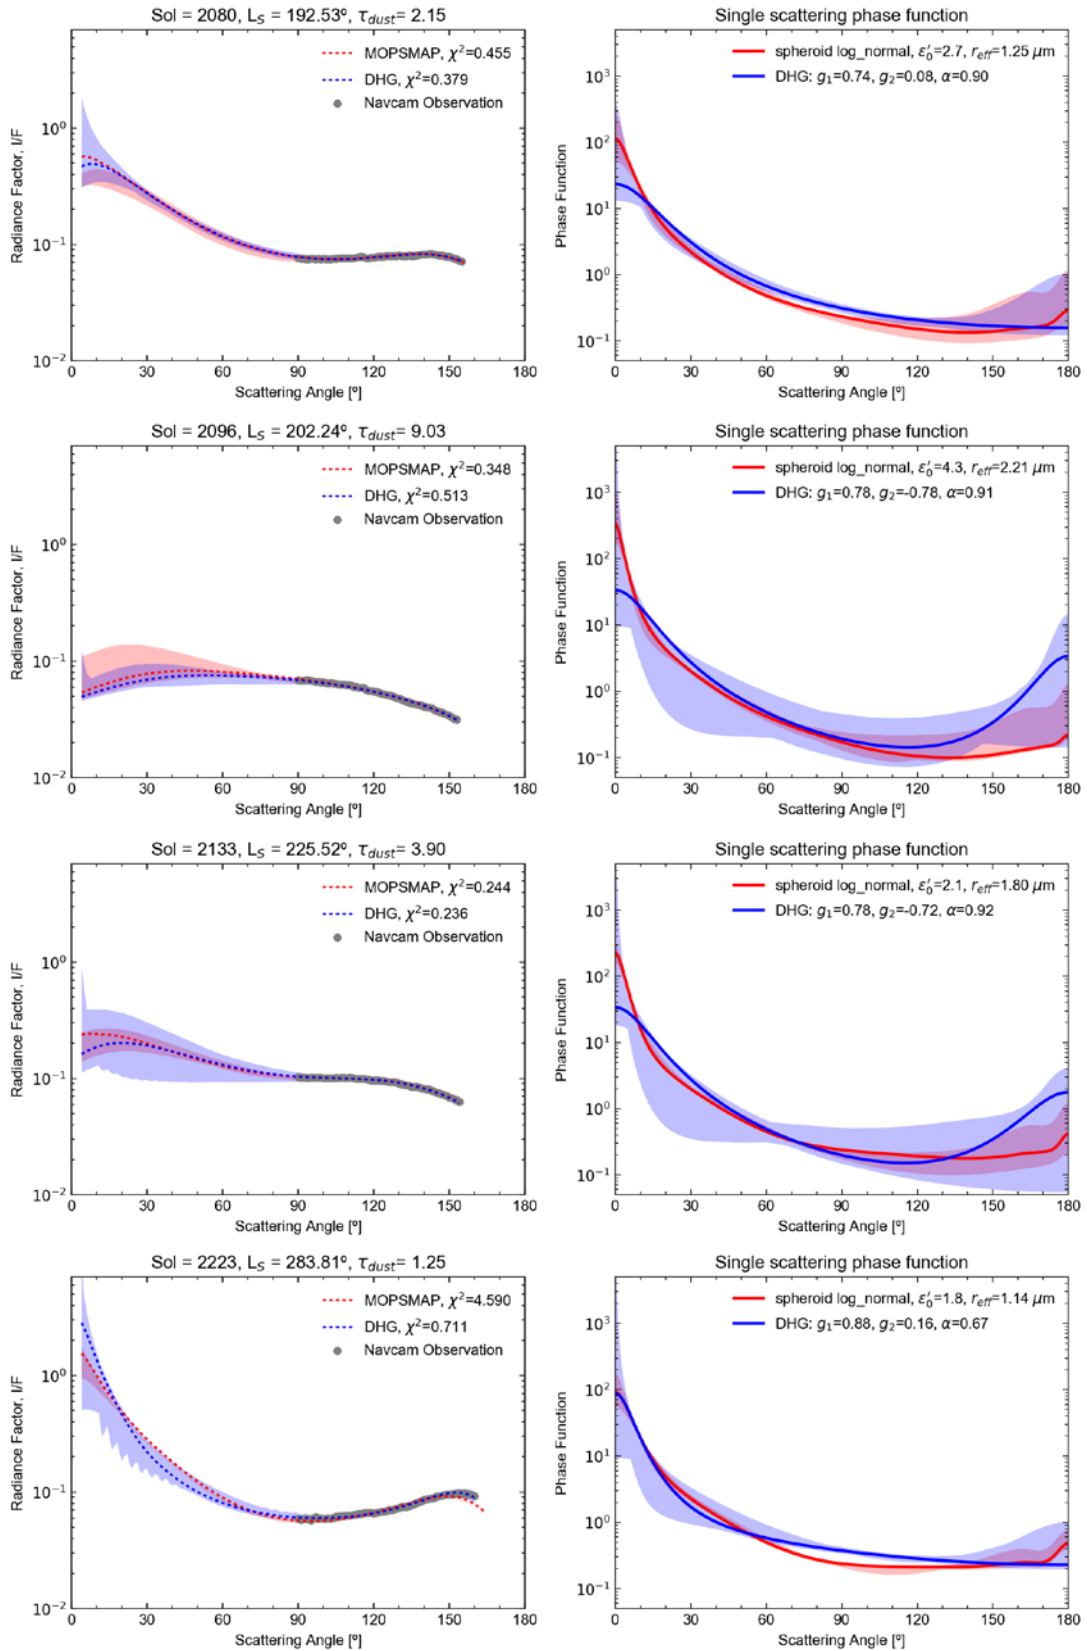 Sol = 2080, L_S = 192.53º, τ_dust = 2.15
MOPSMAP, χ²=0.455
DHG, χ²=0.379
Navcam Observation
Radiance Factor, I/F
10⁰
10⁻¹
10⁻²
0 30 60 90 120 150 180
Scattering Angle [º]
Single scattering phase function
spheroid log_normal, ε′₀=2.7, r_eff=1.25 μm
DHG: g₁=0.74, g₂=0.08, α=0.90
Phase Function
10³
10²
10¹
10⁰
10⁻¹
0 30 60 90 120 150 180
Scattering Angle [º]
Sol = 2096, L_S = 202.24º, τ_dust = 9.03
MOPSMAP, χ²=0.348
DHG, χ²=0.513
Navcam Observation
Radiance Factor, I/F
10⁰
10⁻¹
10⁻²
0 30 60 90 120 150 180
Scattering Angle [º]
Single scattering phase function
spheroid log_normal, ε′₀=4.3, r_eff=2.21 μm
DHG: g₁=0.78, g₂=-0.78, α=0.91
Phase Function
10³
10²
10¹
10⁰
10⁻¹
0 30 60 90 120 150 180
Scattering Angle [º]
Sol = 2133, L_S = 225.52º, τ_dust = 3.90
MOPSMAP, χ²=0.244
DHG, χ²=0.236
Navcam Observation
Radiance Factor, I/F
10⁰
10⁻¹
10⁻²
0 30 60 90 120 150 180
Scattering Angle [º]
Single scattering phase function
spheroid log_normal, ε′₀=2.1, r_eff=1.80 μm
DHG: g₁=0.78, g₂=-0.72, α=0.92
Phase Function
10³
10²
10¹
10⁰
10⁻¹
0 30 60 90 120 150 180
Scattering Angle [º]
Sol = 2223, L_S = 283.81º, τ_dust = 1.25
MOPSMAP, χ²=4.590
DHG, χ²=0.711
Navcam Observation
Radiance Factor, I/F
10⁰
10⁻¹
10⁻²
0 30 60 90 120 150 180
Scattering Angle [º]
Single scattering phase function
spheroid log_normal, ε′₀=1.8, r_eff=1.14 μm
DHG: g₁=0.88, g₂=0.16, α=0.67
Phase Function
10³
10²
10¹
10⁰
10⁻¹
0 30 60 90 120 150 180
Scattering Angle [º]